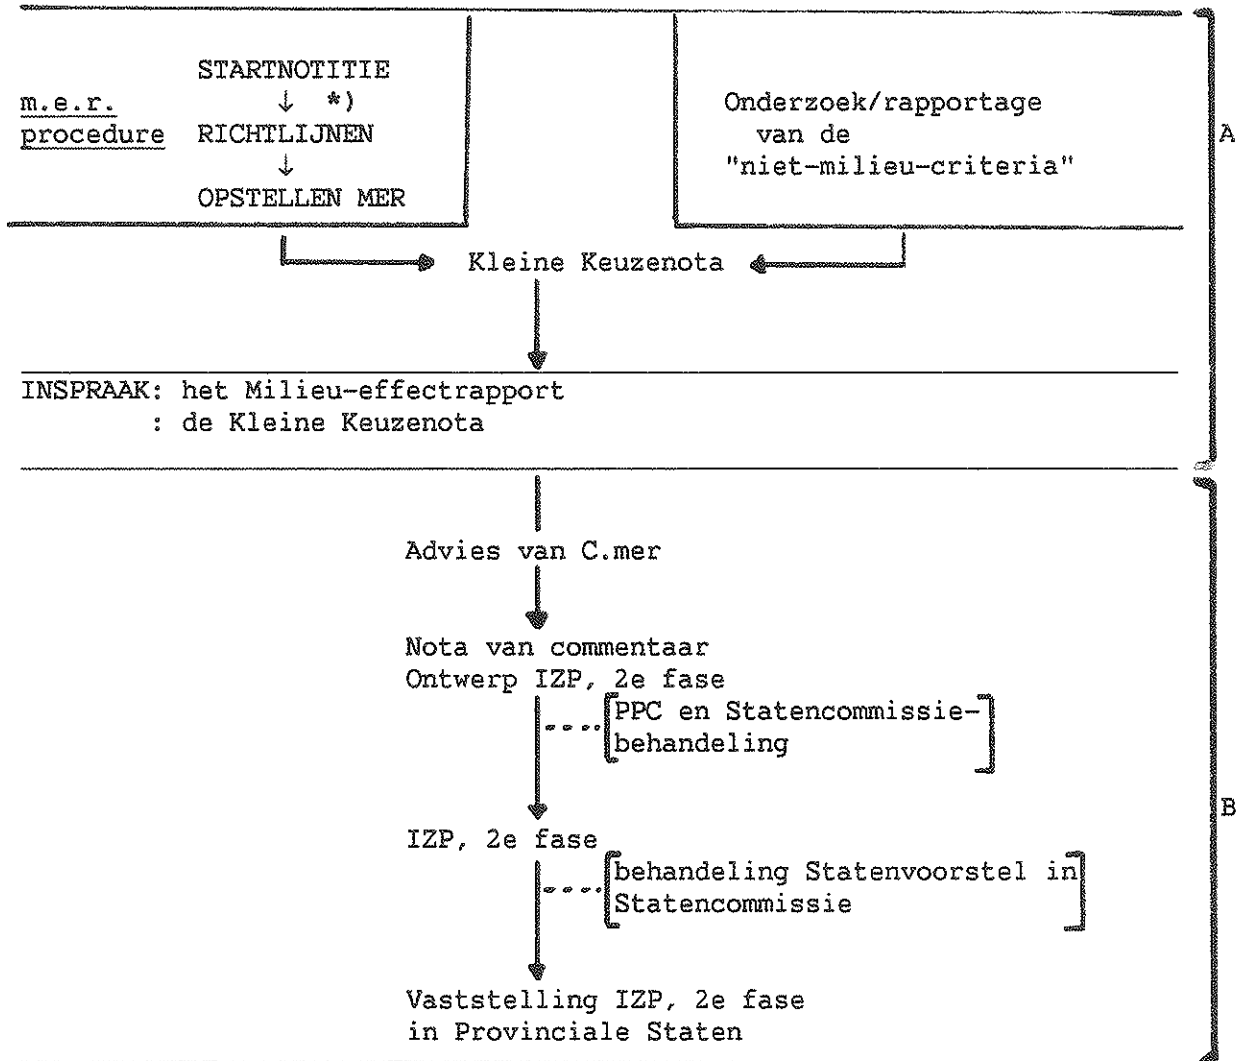 STARTNOTITIE
↓ *)
m.e.r.
procedure
RICHTLIJNEN
↓
OPSTELLEN MER
Onderzoek/rapportage
van de
"niet-milieu-criteria"
A
Kleine Keuzenota
INSPRAAK: het Milieu-effectrapport
: de Kleine Keuzenota
Advies van C.mer
Nota van commentaar
Ontwerp IZP, 2e fase
PPC en Statencommissie-
behandeling
B
IZP, 2e fase
behandeling Statenvoorstel in
Statencommissie
Vaststelling IZP, 2e fase
in Provinciale Staten